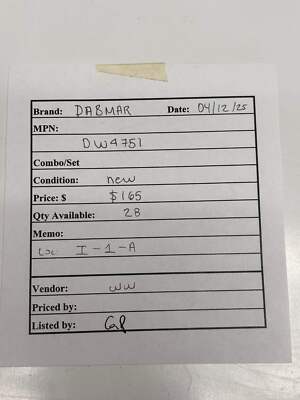 Brand: DABMAR Date: 04/12/25
MPN:
DW4751
Combo/Set
Condition: new
Price: $ $165
Qty Available: 28
Memo:
Loc I-1-A
Vendor: WW
Priced by:
Listed by: